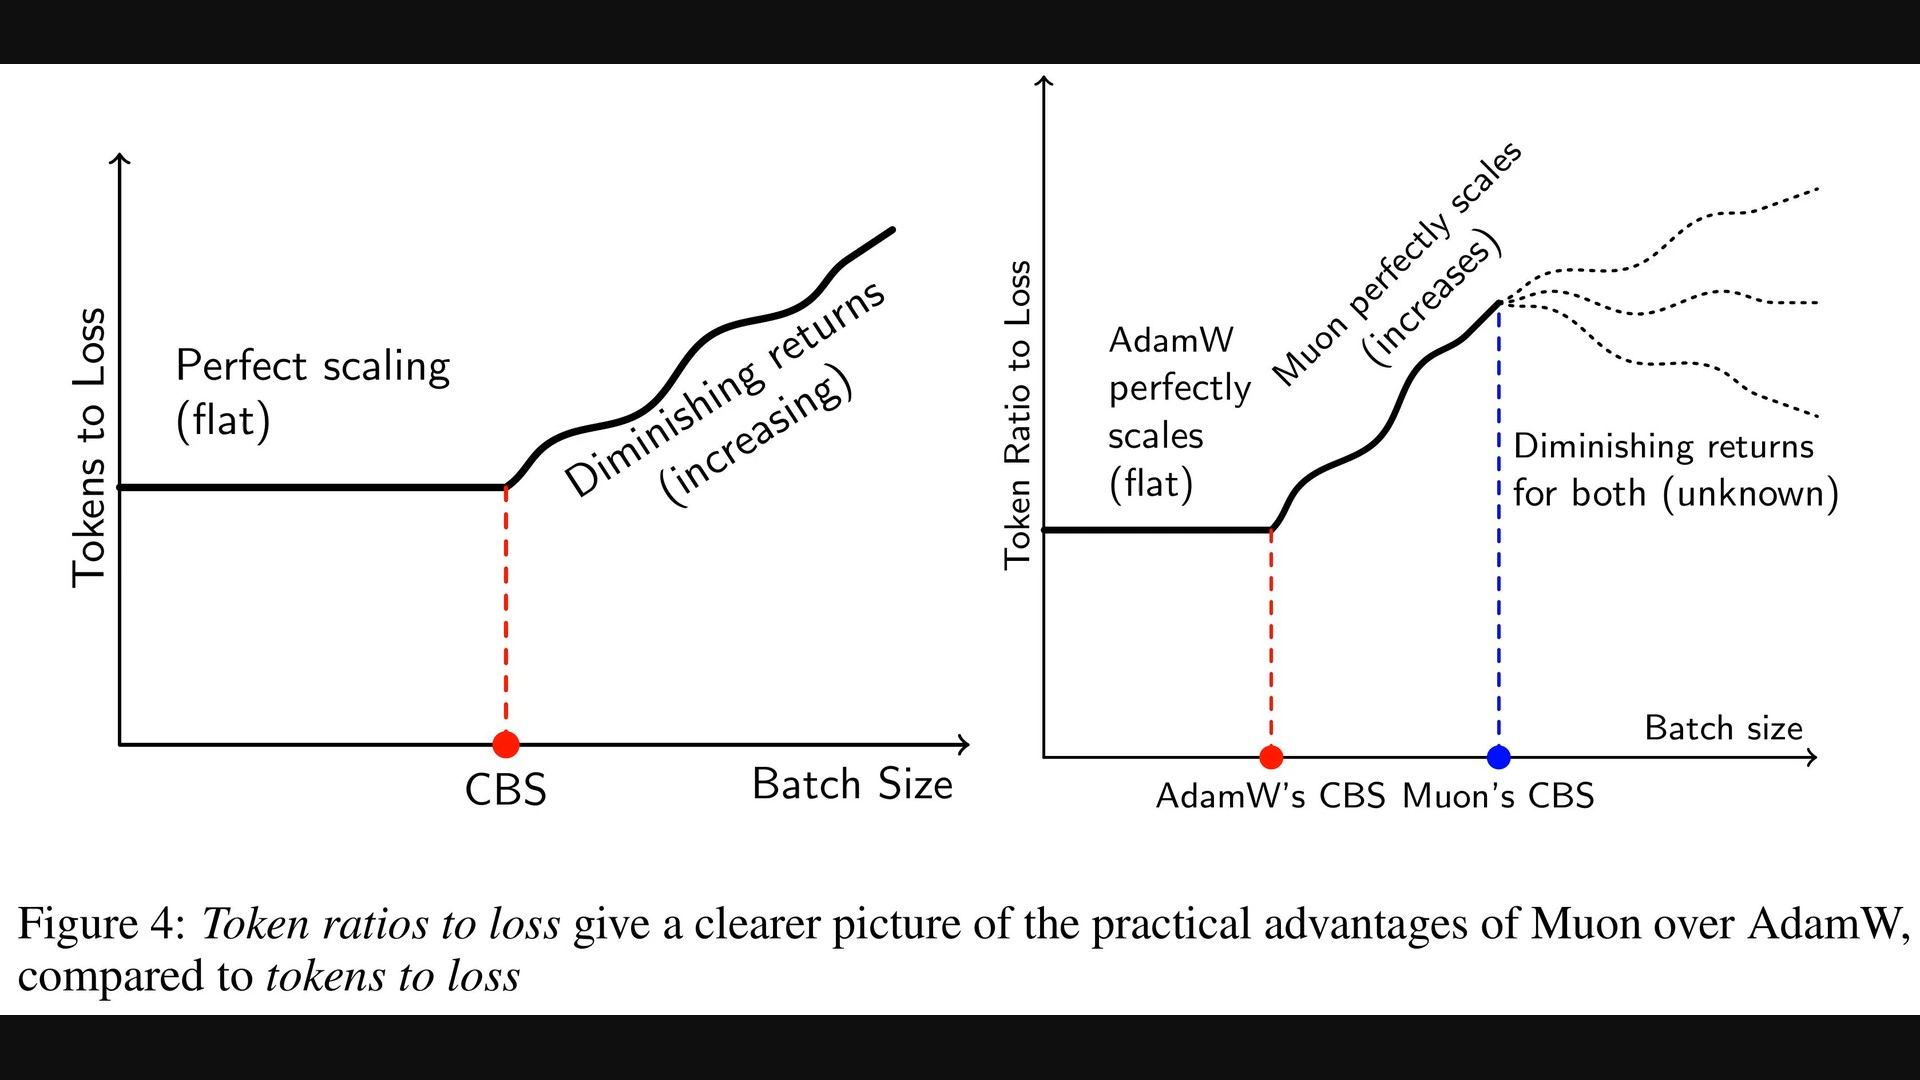 Tokens to Loss
Perfect scaling
(flat)
Diminishing returns
(increasing)
CBS
Batch Size
Token Ratio to Loss
AdamW
perfectly
scales
(flat)
Muon perfectly scales
(increases)
Diminishing returns
for both (unknown)
Batch size
AdamW's CBS
Muon's CBS
Figure 4: Token ratios to loss give a clearer picture of the practical advantages of Muon over AdamW,
compared to tokens to loss